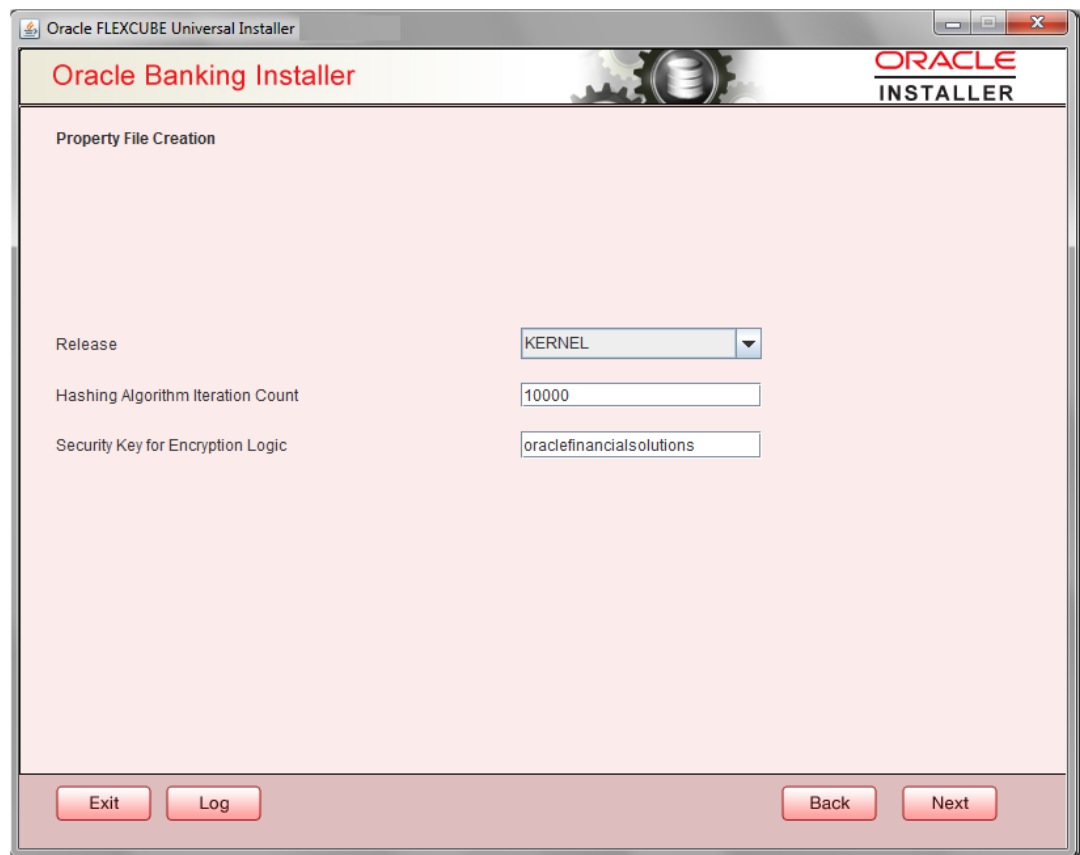 Oracle FLEXCUBE Universal Installer
Oracle Banking Installer
ORACLE
INSTALLER
Property File Creation
Release KERNEL
Hashing Algorithm Iteration Count 10000
Security Key for Encryption Logic oraclefinancialsolutions
Exit Log Back Next